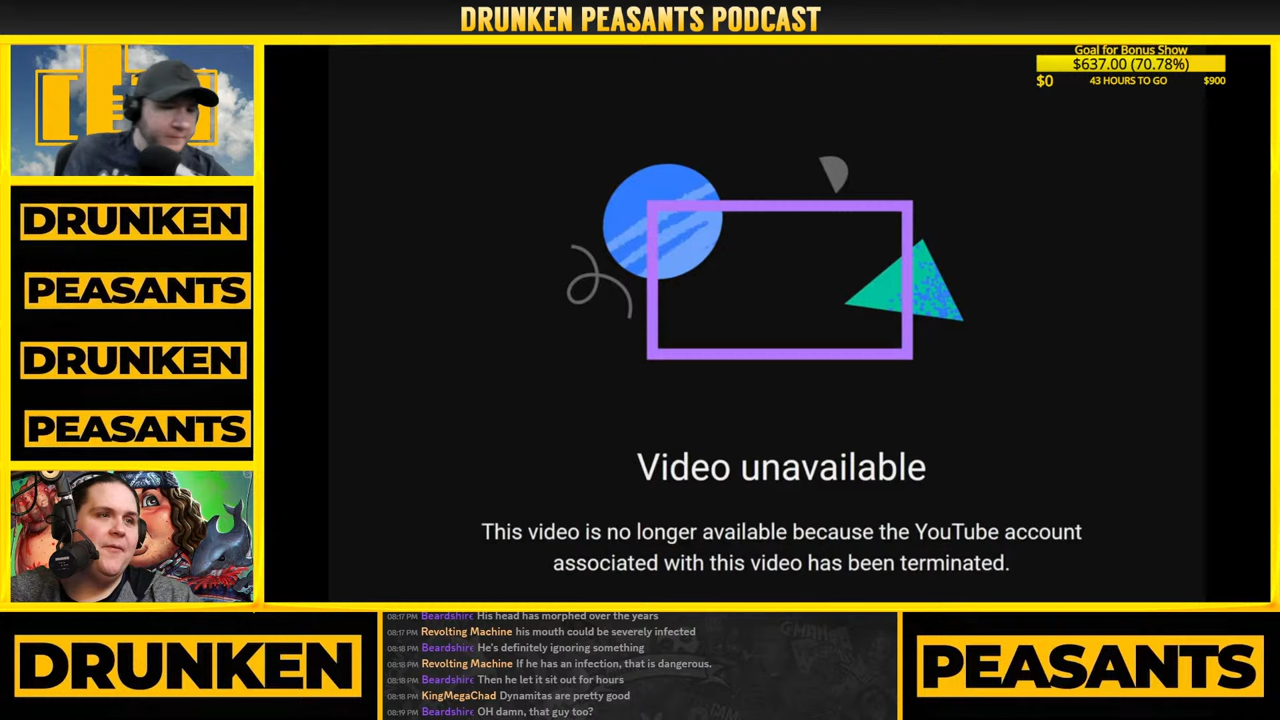 DRUNKEN PEASANTS PODCAST
Goal for Bonus Show
$637.00 (70.78%)
$0
43 HOURS TO GO
$900
DRUNKEN
PEASANTS
DRUNKEN
PEASANTS
Video unavailable
This video is no longer available because the YouTube account
associated with this video has been terminated.
08:17 PM Beardshire His head has morphed over the years
08:17 PM Revolting Machine his mouth could be severely infected
08:18 PM Beardshire He's definitely ignoring something
08:18 PM Revolting Machine If he has an infection, that is dangerous.
08:18 PM Beardshire Then he let it sit out for hours
08:18 PM KingMegaChad Dynamitas are pretty good
08:19 PM Beardshire OH damn, that guy too?
DRUNKEN
PEASANTS